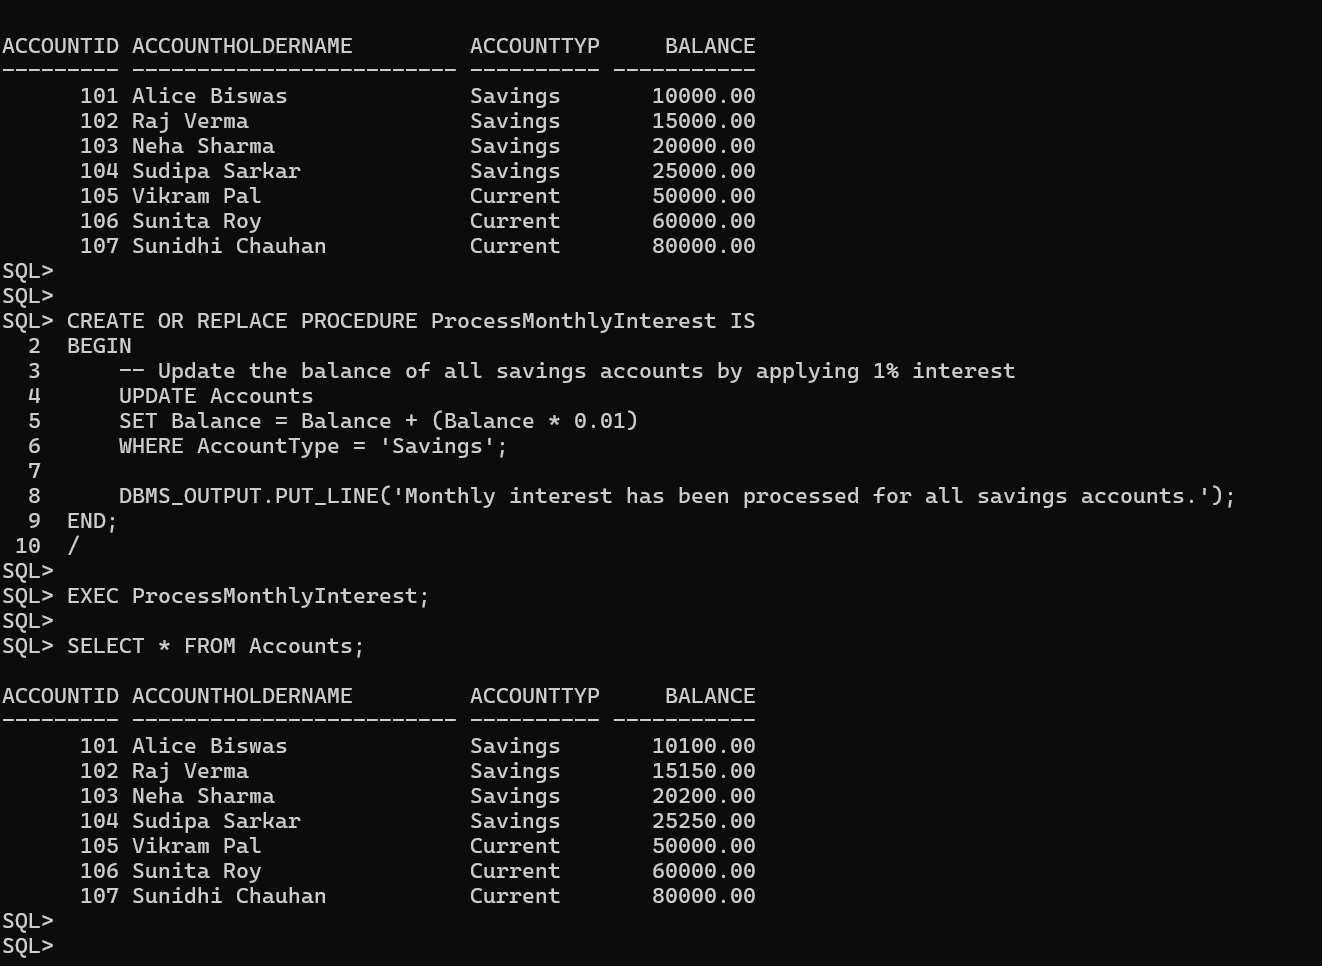 ACCOUNTID ACCOUNTHOLDERNAME         ACCOUNTTYP     BALANCE
--------- ------------------------- ---------- -----------
      101 Alice Biswas              Savings       10000.00
      102 Raj Verma                 Savings       15000.00
      103 Neha Sharma               Savings       20000.00
      104 Sudipa Sarkar             Savings       25000.00
      105 Vikram Pal                Current       50000.00
      106 Sunita Roy                Current       60000.00
      107 Sunidhi Chauhan           Current       80000.00
SQL>
SQL>
SQL> CREATE OR REPLACE PROCEDURE ProcessMonthlyInterest IS
  2  BEGIN
  3      -- Update the balance of all savings accounts by applying 1% interest
  4      UPDATE Accounts
  5      SET Balance = Balance + (Balance * 0.01)
  6      WHERE AccountType = 'Savings';
  7
  8      DBMS_OUTPUT.PUT_LINE('Monthly interest has been processed for all savings accounts.');
  9  END;
 10  /
SQL>
SQL> EXEC ProcessMonthlyInterest;
SQL>
SQL> SELECT * FROM Accounts;

ACCOUNTID ACCOUNTHOLDERNAME         ACCOUNTTYP     BALANCE
--------- ------------------------- ---------- -----------
      101 Alice Biswas              Savings       10100.00
      102 Raj Verma                 Savings       15150.00
      103 Neha Sharma               Savings       20200.00
      104 Sudipa Sarkar             Savings       25250.00
      105 Vikram Pal                Current       50000.00
      106 Sunita Roy                Current       60000.00
      107 Sunidhi Chauhan           Current       80000.00
SQL>
SQL>